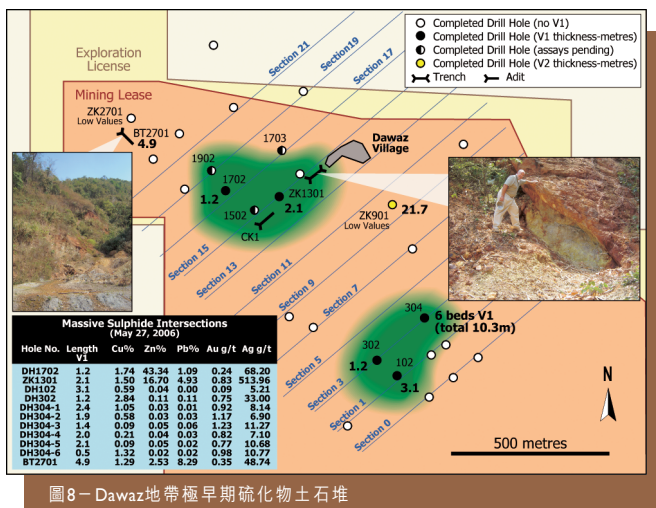 Completed Drill Hole (no V1)
Completed Drill Hole (V1 thickness-metres)
Completed Drill Hole (assays pending)
Completed Drill Hole (V2 thickness-metres)
Trench Adit
Exploration
License
Mining Lease
Section 21
Section19
Section 17
ZK2701
Low Values
BT2701
4.9
1703
Dawaz
Village
1902
1702
1.2
ZK1301
2.1
1502
CK1
ZK901
Low Values
21.7
Section 15
Section 13
Section 11
Section 9
Section 7
Section 5
Section 3
Section 1
Section 0
304
6 beds V1
(total 10.3m)
302
1.2
102
3.1
N
500 metres
Massive Sulphide Intersections
(May 27, 2006)
Hole No. Length V1 Cu% Zn% Pb% Au g/t Ag g/t
DH1702 1.2 1.74 43.34 1.09 0.24 68.20
ZK1301 2.1 1.50 16.70 4.93 0.83 513.96
DH102 3.1 0.59 0.04 0.00 0.09 5.21
DH302 1.2 2.84 0.11 0.11 0.75 33.00
DH304-1 2.4 1.05 0.03 0.01 0.92 8.14
DH304-2 1.9 0.58 0.03 0.03 1.17 6.90
DH304-3 1.4 0.09 0.05 0.06 1.23 11.27
DH304-4 2.0 0.21 0.04 0.03 0.82 7.10
DH304-5 2.1 0.09 0.05 0.02 0.77 10.68
DH304-6 0.5 1.32 0.02 0.02 0.98 10.77
BT2701 4.9 1.29 2.53 8.29 0.35 48.74
圖8－Dawaz地帶極早期硫化物土石堆